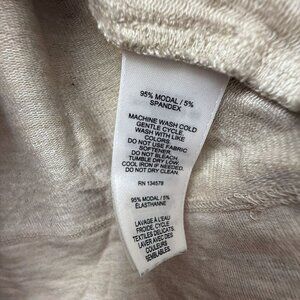 95% MODAL / 5%
SPANDEX
MACHINE WASH COLD
GENTLE CYCLE.
WASH WITH LIKE
COLORS.
DO NOT USE FABRIC
SOFTENER.
DO NOT BLEACH.
TUMBLE DRY LOW.
COOL IRON IF NEEDED.
DO NOT DRY CLEAN.
RN 134579
95% MODAL / 5%
ÉLASTHANNE
LAVAGE À L'EAU
FROIDE, CYCLE
TEXTILES DÉLICATS.
LAVER AVEC DES
COULEURS
SEMBLABLES.